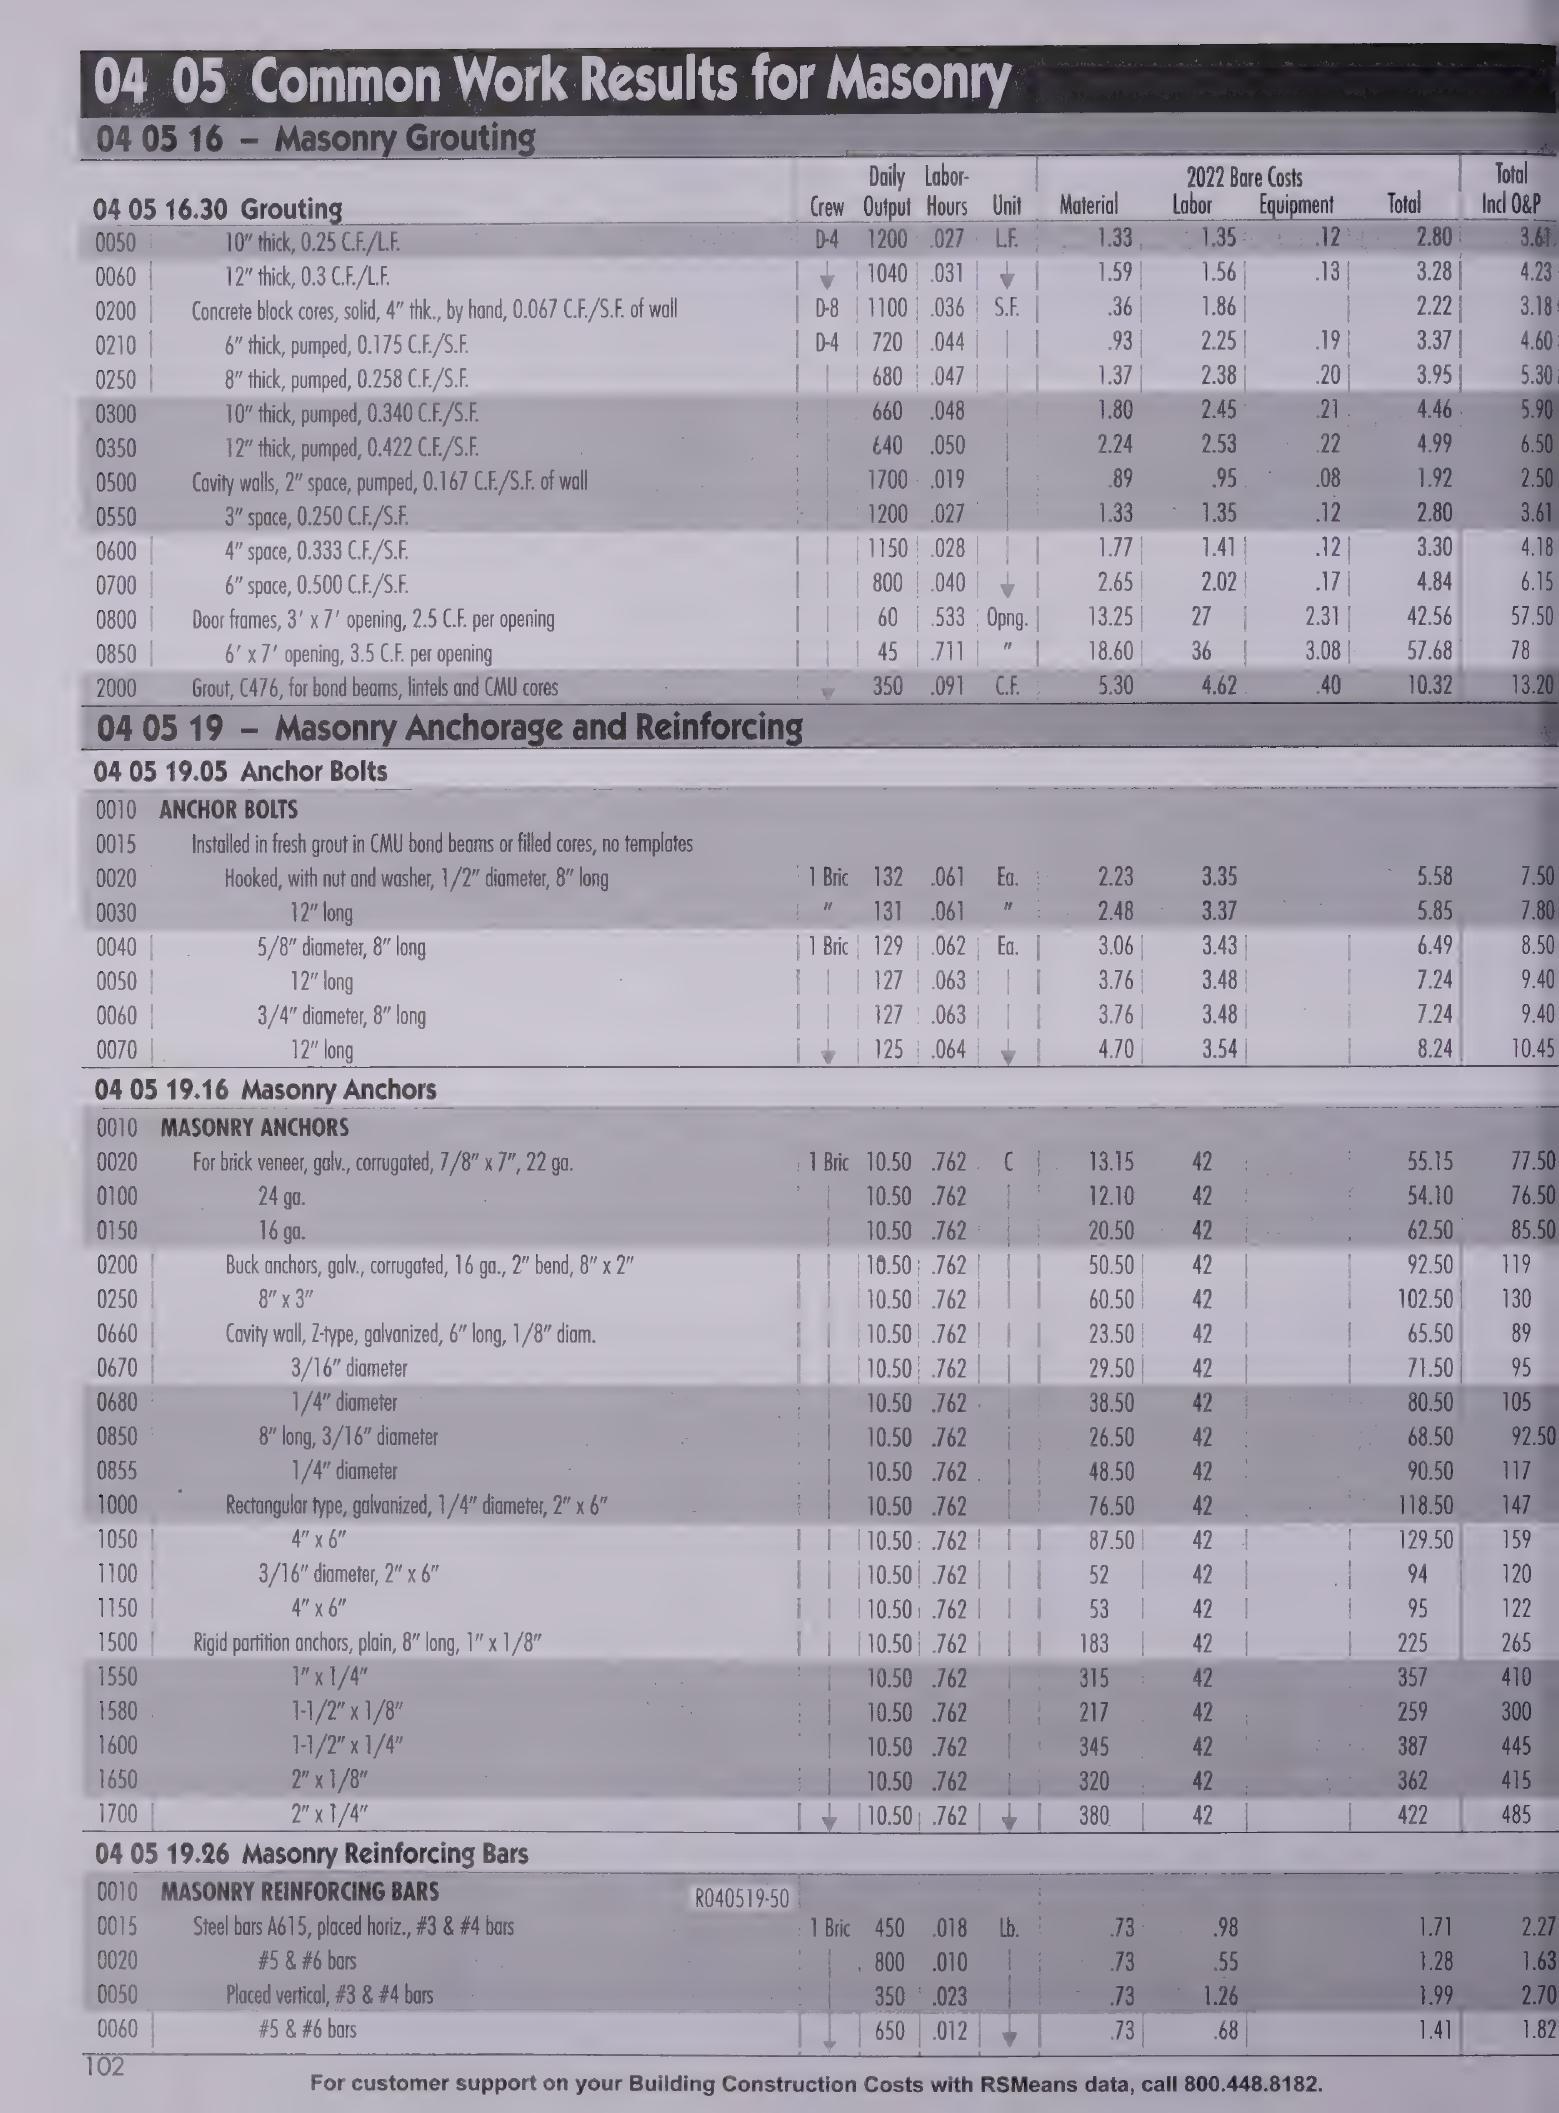 04 05 Common Work Results for Masonry
04 05 16 – Masonry Grouting
04 05 16.30 Grouting Crew Daily Output Labor-Hours Unit Material 2022 Bare Costs Labor Equipment Total Total Incl O&P
0050 10" thick, 0.25 C.F./L.F. D-4 1200 .027 L.F. 1.33 1.35 .12 2.80 3.61
0060 12" thick, 0.3 C.F./L.F. 1040 .031 1.59 1.56 .13 3.28 4.23
0200 Concrete block cores, solid, 4" thk., by hand, 0.067 C.F./S.F. of wall D-8 1100 .036 S.F. .36 1.86 2.22 3.18
0210 6" thick, pumped, 0.175 C.F./S.F. D-4 720 .044 .93 2.25 .19 3.37 4.60
0250 8" thick, pumped, 0.258 C.F./S.F. 680 .047 1.37 2.38 .20 3.95 5.30
0300 10" thick, pumped, 0.340 C.F./S.F. 660 .048 1.80 2.45 .21 4.46 5.90
0350 12" thick, pumped, 0.422 C.F./S.F. 640 .050 2.24 2.53 .22 4.99 6.50
0500 Cavity walls, 2" space, pumped, 0.167 C.F./S.F. of wall 1700 .019 .89 .95 .08 1.92 2.50
0550 3" space, 0.250 C.F./S.F. 1200 .027 1.33 1.35 .12 2.80 3.61
0600 4" space, 0.333 C.F./S.F. 1150 .028 1.77 1.41 .12 3.30 4.18
0700 6" space, 0.500 C.F./S.F. 800 .040 2.65 2.02 .17 4.84 6.15
0800 Door frames, 3' x 7' opening, 2.5 C.F. per opening 60 .533 Opng. 13.25 27 2.31 42.56 57.50
0850 6' x 7' opening, 3.5 C.F. per opening 45 .711 " 18.60 36 3.08 57.68 78
2000 Grout, C476, for bond beams, lintels and CMU cores 350 .091 C.F. 5.30 4.62 .40 10.32 13.20
04 05 19 – Masonry Anchorage and Reinforcing
04 05 19.05 Anchor Bolts
0010 ANCHOR BOLTS
0015 Installed in fresh grout in CMU bond beams or filled cores, no templates
0020 Hooked, with nut and washer, 1/2" diameter, 8" long 1 Bric 132 .061 Ea. 2.23 3.35 5.58 7.50
0030 12" long " 131 .061 " 2.48 3.37 5.85 7.80
0040 5/8" diameter, 8" long 1 Bric 129 .062 Ea. 3.06 3.43 6.49 8.50
0050 12" long 127 .063 3.76 3.48 7.24 9.40
0060 3/4" diameter, 8" long 127 .063 3.76 3.48 7.24 9.40
0070 12" long 125 .064 4.70 3.54 8.24 10.45
04 05 19.16 Masonry Anchors
0010 MASONRY ANCHORS
0020 For brick veneer, galv., corrugated, 7/8" x 7", 22 ga. 1 Bric 10.50 .762 C 13.15 42 55.15 77.50
0100 24 ga. 10.50 .762 12.10 42 54.10 76.50
0150 16 ga. 10.50 .762 20.50 42 62.50 85.50
0200 Buck anchors, galv., corrugated, 16 ga., 2" bend, 8" x 2" 10.50 .762 50.50 42 92.50 119
0250 8" x 3" 10.50 .762 60.50 42 102.50 130
0660 Cavity wall, Z-type, galvanized, 6" long, 1/8" diam. 10.50 .762 23.50 42 65.50 89
0670 3/16" diameter 10.50 .762 29.50 42 71.50 95
0680 1/4" diameter 10.50 .762 38.50 42 80.50 105
0850 8" long, 3/16" diameter 10.50 .762 26.50 42 68.50 92.50
0855 1/4" diameter 10.50 .762 48.50 42 90.50 117
1000 Rectangular type, galvanized, 1/4" diameter, 2" x 6" 10.50 .762 76.50 42 118.50 147
1050 4" x 6" 10.50 .762 87.50 42 129.50 159
1100 3/16" diameter, 2" x 6" 10.50 .762 52 42 94 120
1150 4" x 6" 10.50 .762 53 42 95 122
1500 Rigid partition anchors, plain, 8" long, 1" x 1/8" 10.50 .762 183 42 225 265
1550 1" x 1/4" 10.50 .762 315 42 357 410
1580 1-1/2" x 1/8" 10.50 .762 217 42 259 300
1600 1-1/2" x 1/4" 10.50 .762 345 42 387 445
1650 2" x 1/8" 10.50 .762 320 42 362 415
1700 2" x 1/4" 10.50 .762 380 42 422 485
04 05 19.26 Masonry Reinforcing Bars
0010 MASONRY REINFORCING BARS R040519-50
0015 Steel bars A615, placed horiz., #3 & #4 bars 1 Bric 450 .018 Lb. .73 .98 1.71 2.27
0020 #5 & #6 bars 800 .010 .73 .55 1.28 1.63
0050 Placed vertical, #3 & #4 bars 350 .023 .73 1.26 1.99 2.70
0060 #5 & #6 bars 650 .012 .73 .68 1.41 1.82
102
For customer support on your Building Construction Costs with RSMeans data, call 800.448.8182.